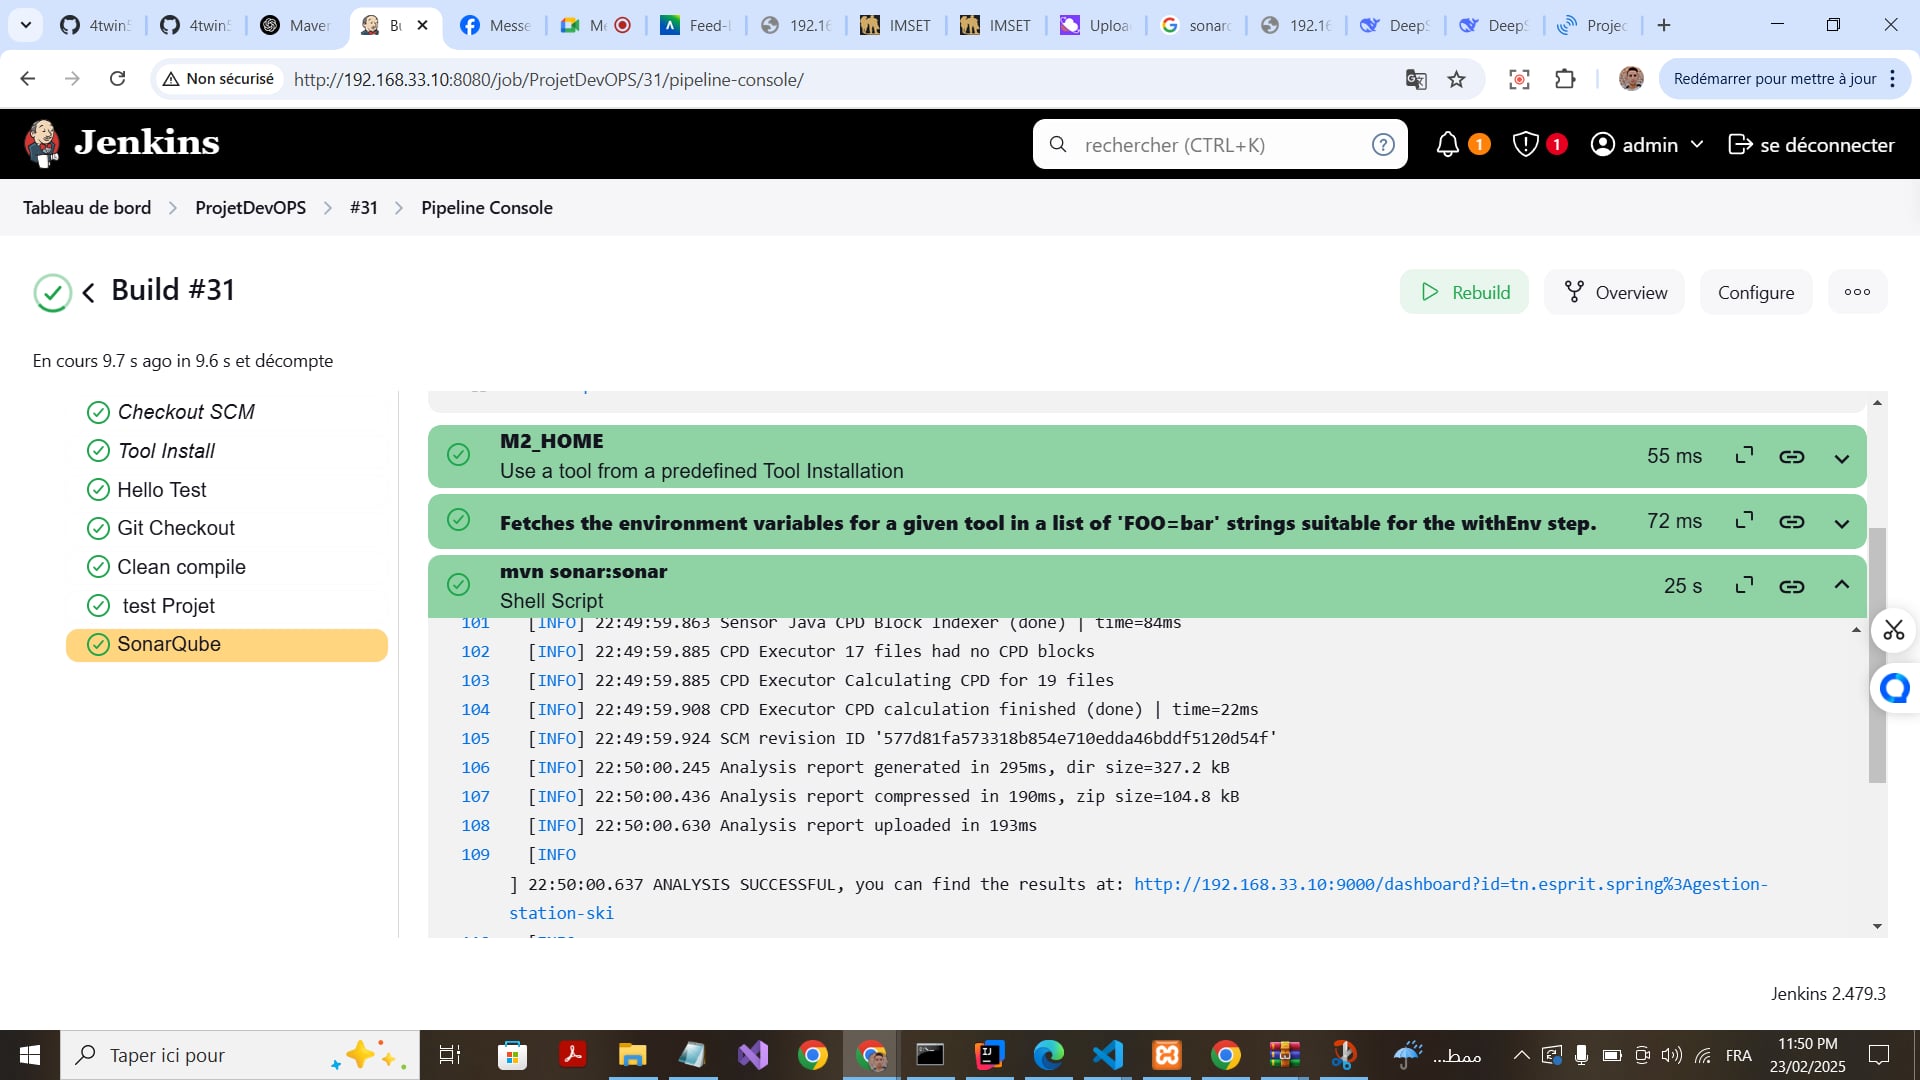 4twin
4twin
Maver
Bu
Messe
Me
Feed-
192.16
IMSET
IMSET
Uploa
sonarc
192.16
DeepS
DeepS
Projec
Non sécurisé
http://192.168.33.10:8080/job/ProjetDevOPS/31/pipeline-console/
Redémarrer pour mettre à jour
Jenkins
rechercher (CTRL+K)
?
1
1
admin
se déconnecter
Tableau de bord
ProjetDevOPS
#31
Pipeline Console
Build #31
Rebuild
Overview
Configure
En cours 9.7 s ago in 9.6 s et décompte
Checkout SCM
Tool Install
Hello Test
Git Checkout
Clean compile
test Projet
SonarQube
M2_HOME
Use a tool from a predefined Tool Installation
55 ms
Fetches the environment variables for a given tool in a list of 'FOO=bar' strings suitable for the withEnv step.
72 ms
mvn sonar:sonar
Shell Script
25 s
101 [INFO] 22:49:59.863 Sensor Java CPD Block Indexer (done) | time=84ms
102 [INFO] 22:49:59.885 CPD Executor 17 files had no CPD blocks
103 [INFO] 22:49:59.885 CPD Executor Calculating CPD for 19 files
104 [INFO] 22:49:59.908 CPD Executor CPD calculation finished (done) | time=22ms
105 [INFO] 22:49:59.924 SCM revision ID '577d81fa573318b854e710edda46bddf5120d54f'
106 [INFO] 22:50:00.245 Analysis report generated in 295ms, dir size=327.2 kB
107 [INFO] 22:50:00.436 Analysis report compressed in 190ms, zip size=104.8 kB
108 [INFO] 22:50:00.630 Analysis report uploaded in 193ms
109 [INFO
] 22:50:00.637 ANALYSIS SUCCESSFUL, you can find the results at: http://192.168.33.10:9000/dashboard?id=tn.esprit.spring%3Agestion-
station-ski
Jenkins 2.479.3
Taper ici pour
ممط...
FRA
11:50 PM
23/02/2025